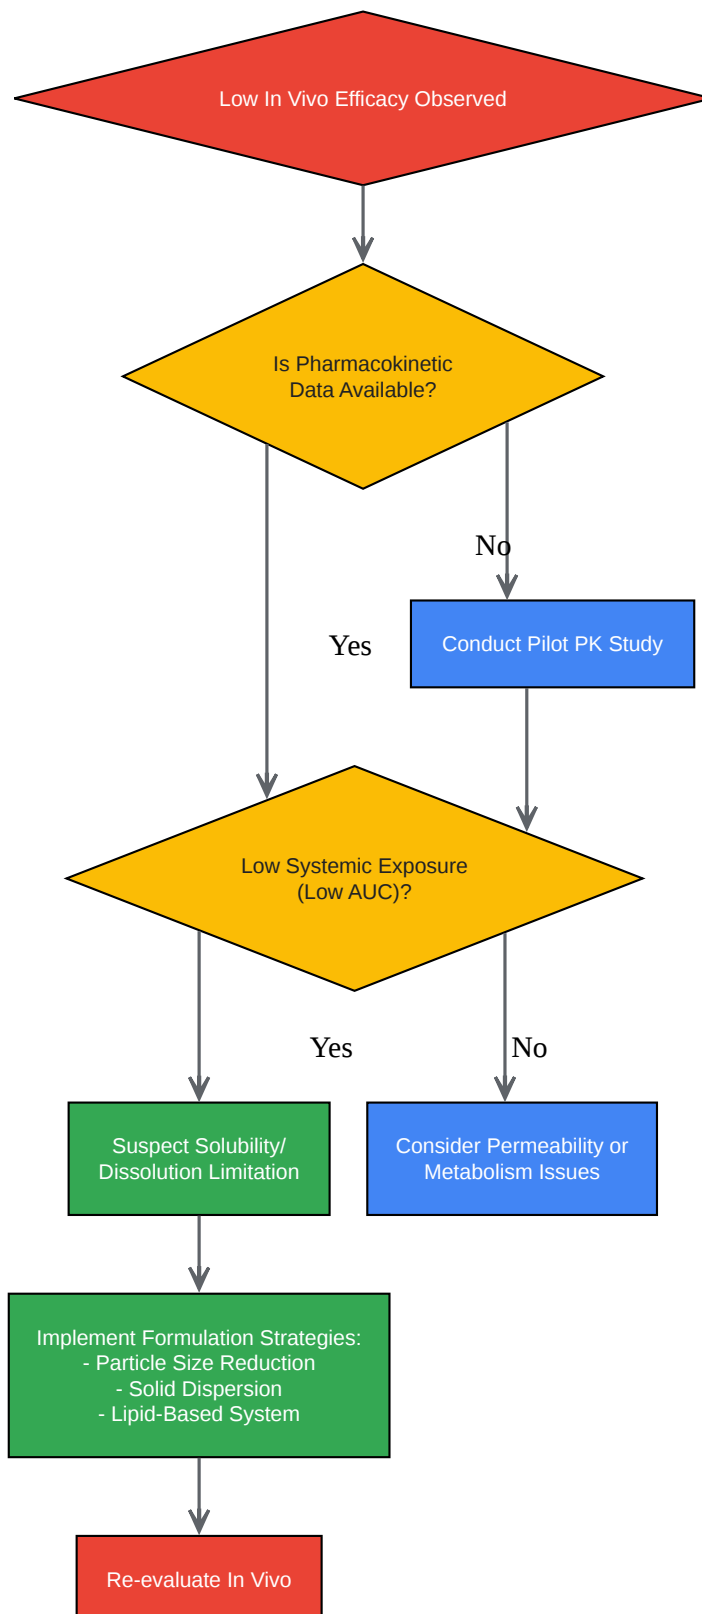 Low In Vivo Efficacy Observed
Is Pharmacokinetic
Data Available?
No
Yes
Conduct Pilot PK Study
Low Systemic Exposure
(Low AUC)?
Yes
No
Suspect Solubility/
Dissolution Limitation
Consider Permeability or
Metabolism Issues
Implement Formulation Strategies:
- Particle Size Reduction
- Solid Dispersion
- Lipid-Based System
Re-evaluate In Vivo